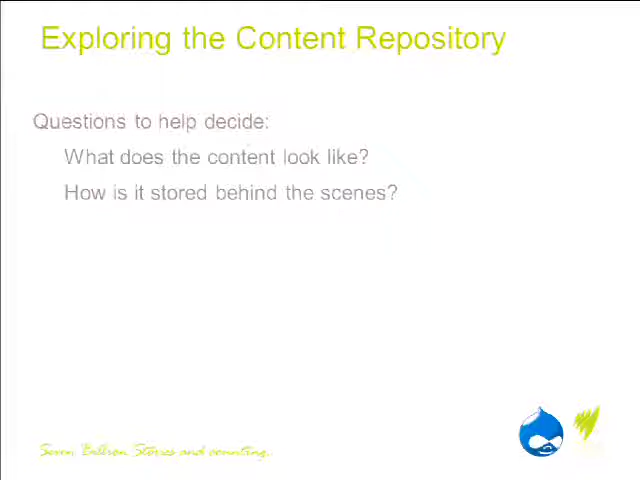 Exploring the Content Repository
Questions to help decide:
What does the content look like?
How is it stored behind the scenes?
Seven Billion Stories and counting...